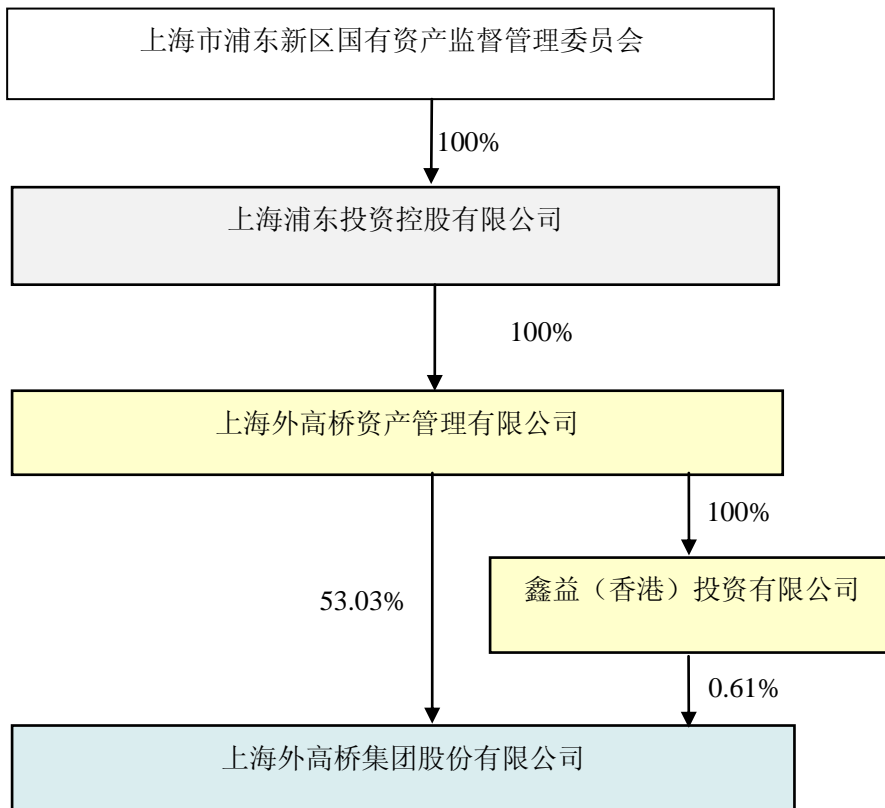 上海市浦东新区国有资产监督管理委员会
100%
上海浦东投资控股有限公司
100%
上海外高桥资产管理有限公司
100%
53.03%
鑫益（香港）投资有限公司
0.61%
上海外高桥集团股份有限公司